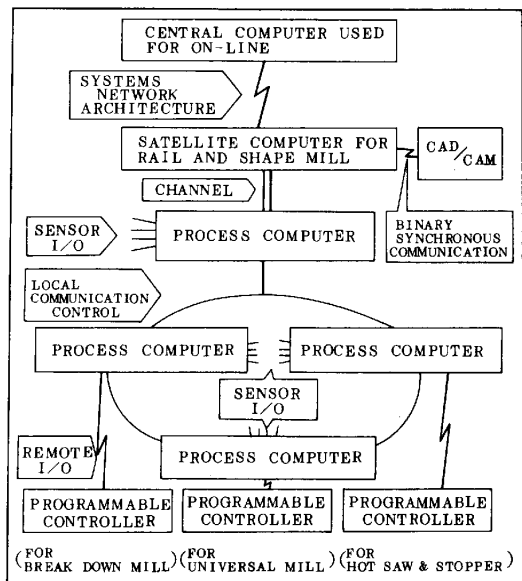 CENTRAL COMPUTER USED
FOR ON-LINE
SYSTEMS
NETWORK
ARCHITECTURE
SATELLITE COMPUTER FOR
RAIL AND SHAPE MILL
CAD/CAM
CHANNEL
BINARY
SYNCHRONOUS
COMMUNICATION
SENSOR
I/O
PROCESS COMPUTER
LOCAL
COMMUNICATION
CONTROL
PROCESS COMPUTER
PROCESS COMPUTER
SENSOR
I/O
PROCESS COMPUTER
REMOTE
I/O
PROGRAMMABLE
CONTROLLER
PROGRAMMABLE
CONTROLLER
PROGRAMMABLE
CONTROLLER
(FOR
BREAK DOWN MILL)
(FOR
UNIVERSAL MILL)
(FOR
HOT SAW & STOPPER)